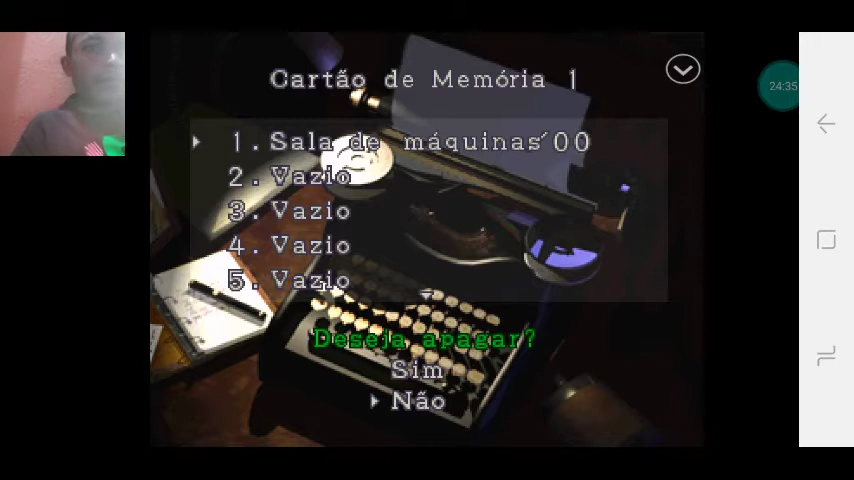 Cartão de Memória 1
24:35
1.Sala de máquinas´00
2.Vazio
3.Vazio
4.Vazio
5.Vazio
Deseja apagar?
Sim
Não